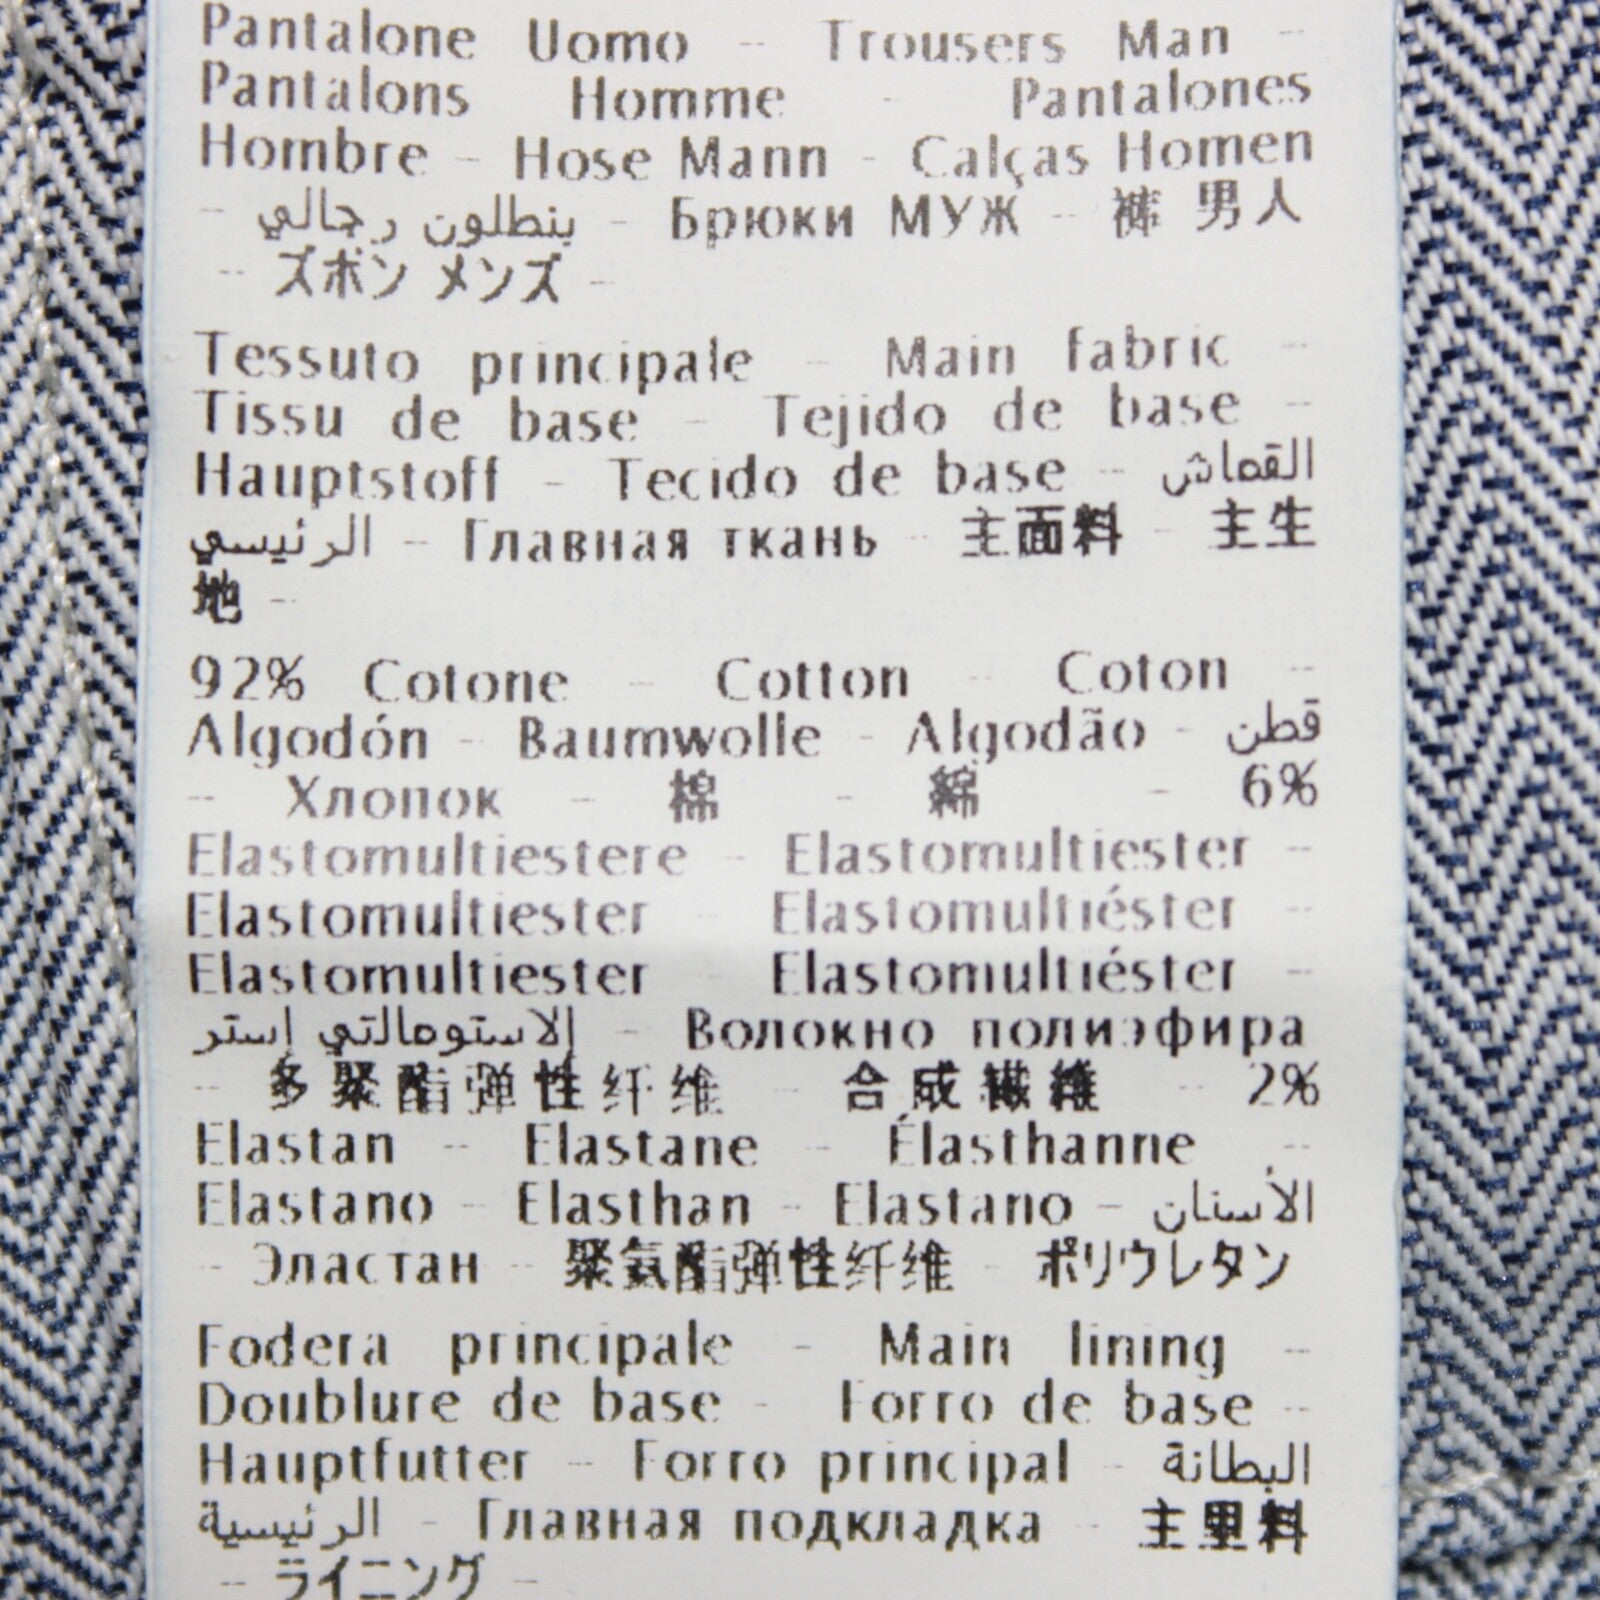 Pantalone Uomo - Trousers Man -
Pantalons Homme - Pantalones
Hombre - Hose Mann - Calças Homen
- بنطلون رجالي - Брюки МУЖ - 裤 男人
- ズボン メンズ -
Tessuto principale - Main fabric -
Tissu de base - Tejido de base -
Hauptstoff - Tecido de base - القماش
الرئيسي - Главная ткань - 主面料 - 主生
地 -
92% Cotone - Cotton - Coton -
Algodón - Baumwolle - Algodão - قطن
- Хлопок - 棉 - 綿 - 6%
Elastomultiestere - Elastomultiester -
Elastomultiester - Elastomultiéster -
Elastomultiester - Elastomultiéster -
الاستومالتي إستر - Волокно полиэфира
- 多聚酯弹性纤维 - 合成繊維 - 2%
Elastan - Elastane - Élasthanne -
Elastano - Elasthan - Elastano - الأستان
- Эластан - 聚氨酯弹性纤维 - ポリウレタン
Fodera principale - Main lining -
Doublure de base - Forro de base -
Hauptfutter - Forro principal - البطانة
الرئيسية - Главная подкладка - 主里料
- ライニング -